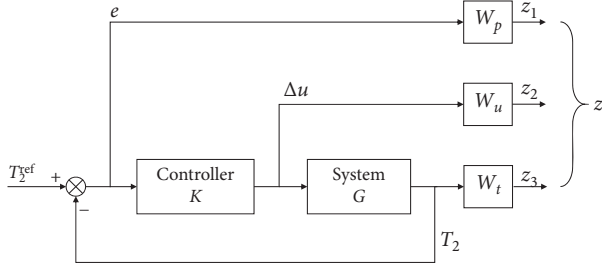 e
W_p
z_1
Δu
W_u
z_2
z
T_2^ref
+
−
Controller
K
System
G
W_t
z_3
T_2